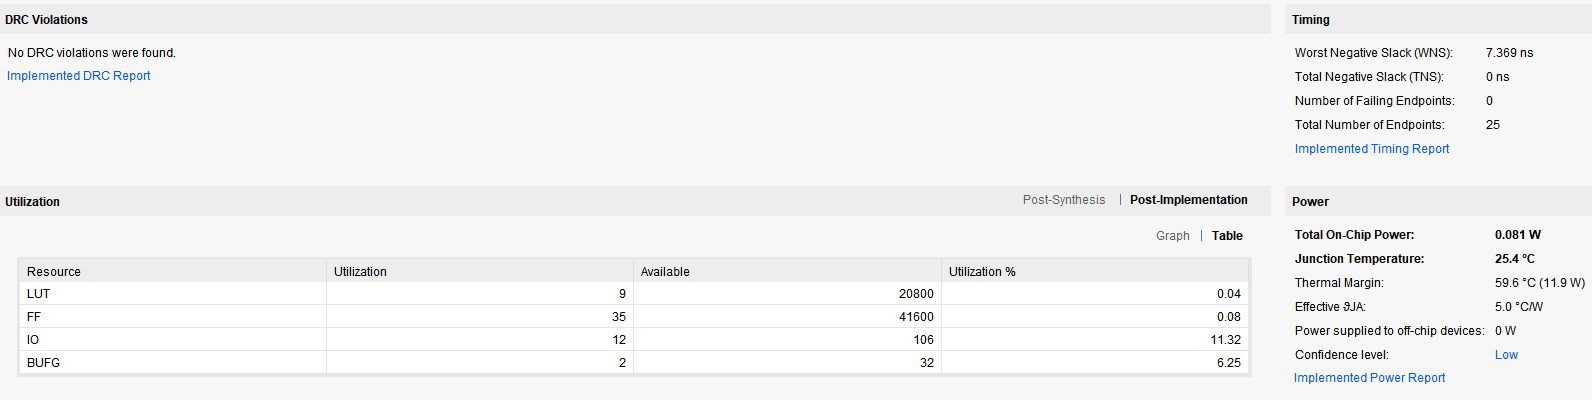 DRC Violations
No DRC violations were found.
Implemented DRC Report
Timing
Worst Negative Slack (WNS): 7.369 ns
Total Negative Slack (TNS): 0 ns
Number of Failing Endpoints: 0
Total Number of Endpoints: 25
Implemented Timing Report
Utilization
Post-Synthesis | Post-Implementation
Graph | Table
Resource Utilization Available Utilization %
LUT 9 20800 0.04
FF 35 41600 0.08
IO 12 106 11.32
BUFG 2 32 6.25
Power
Total On-Chip Power: 0.081 W
Junction Temperature: 25.4 °C
Thermal Margin: 59.6 °C (11.9 W)
Effective ϑJA: 5.0 °C/W
Power supplied to off-chip devices: 0 W
Confidence level: Low
Implemented Power Report